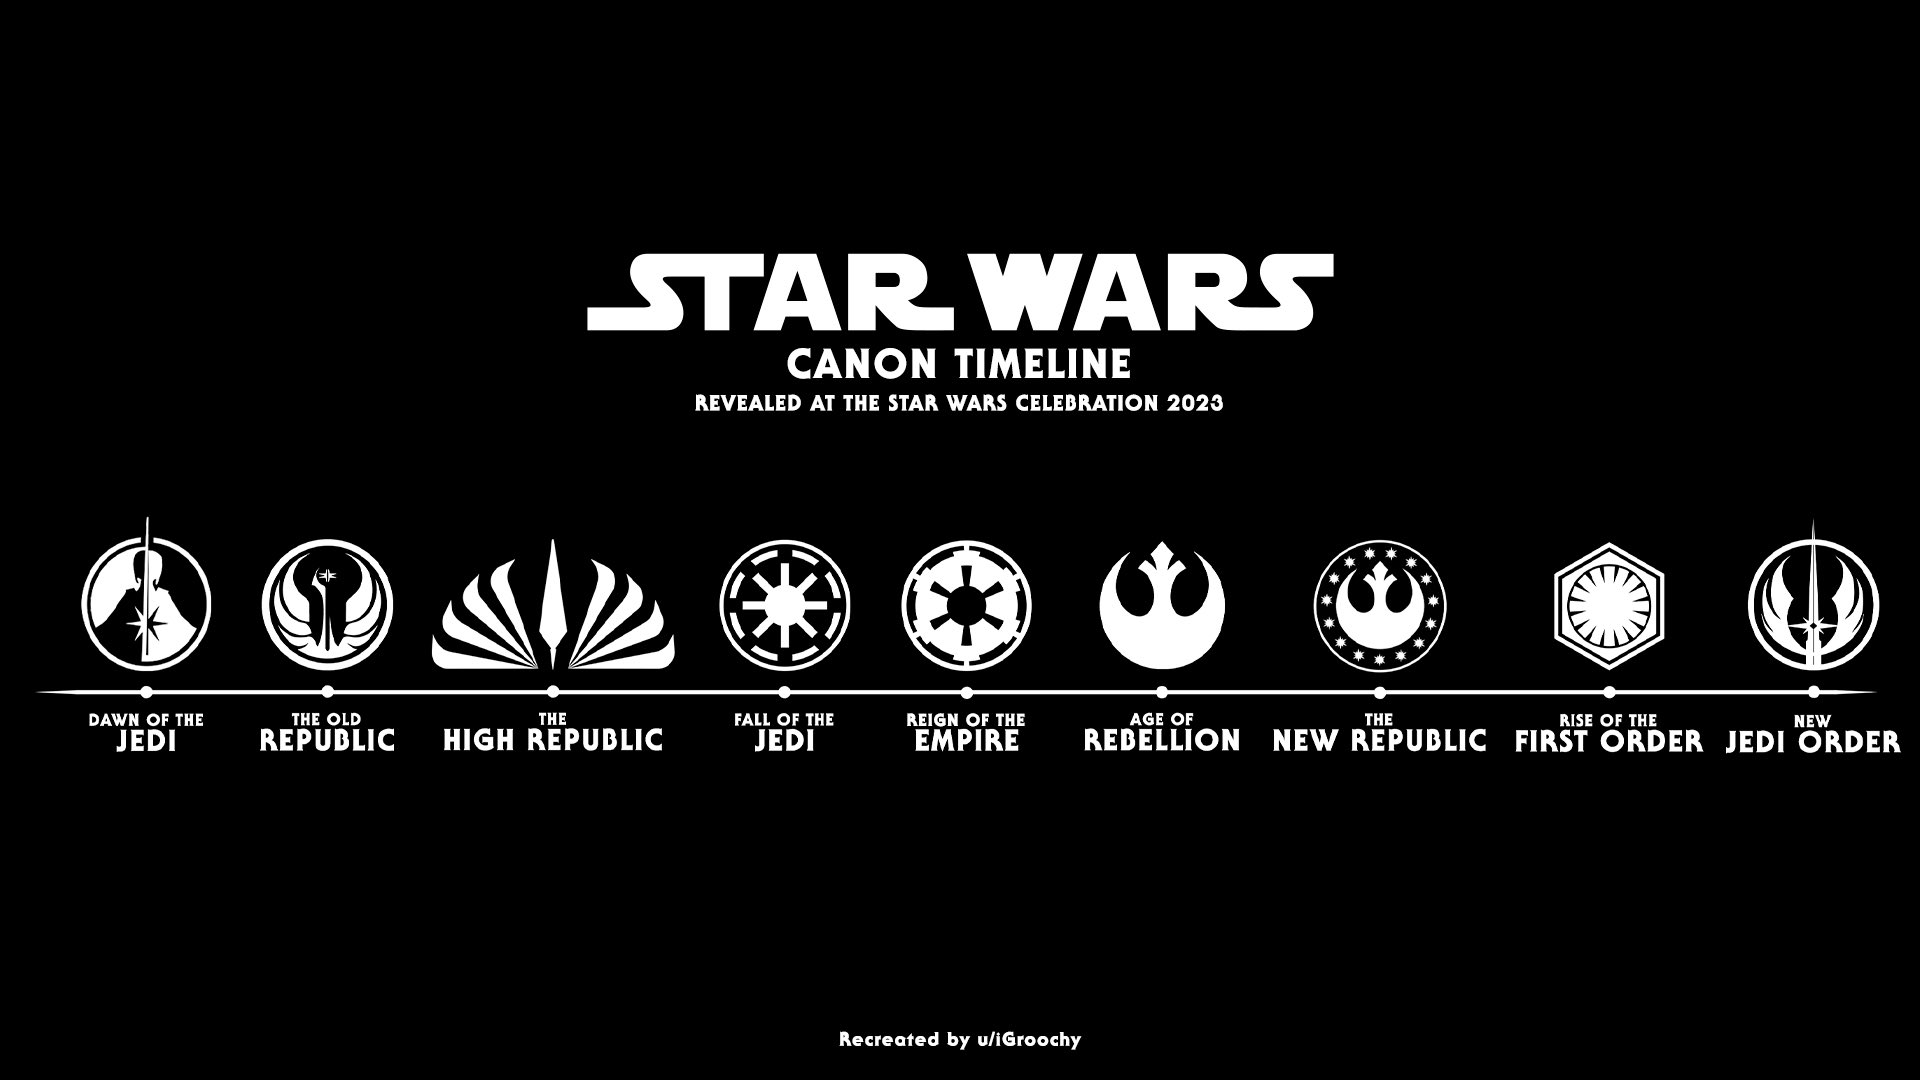 STAR WARS
CANON TIMELINE
REVEALED AT THE STAR WARS CELEBRATION 2023
DAWN OF THE
JEDI
THE OLD
REPUBLIC
THE
HIGH REPUBLIC
FALL OF THE
JEDI
REIGN OF THE
EMPIRE
AGE OF
REBELLION
THE
NEW REPUBLIC
RISE OF THE
FIRST ORDER
NEW
JEDI ORDER
Recreated by u/iGroochy